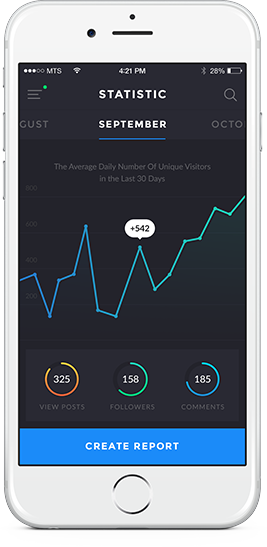 MTS 4:21 PM 28%
STATISTIC
GUST SEPTEMBER OCTO
The Average Daily Number Of Unique Visitors
in the Last 30 Days
800
600
+542
400
200
325 158 185
VIEW POSTS FOLLOWERS COMMENTS
CREATE REPORT